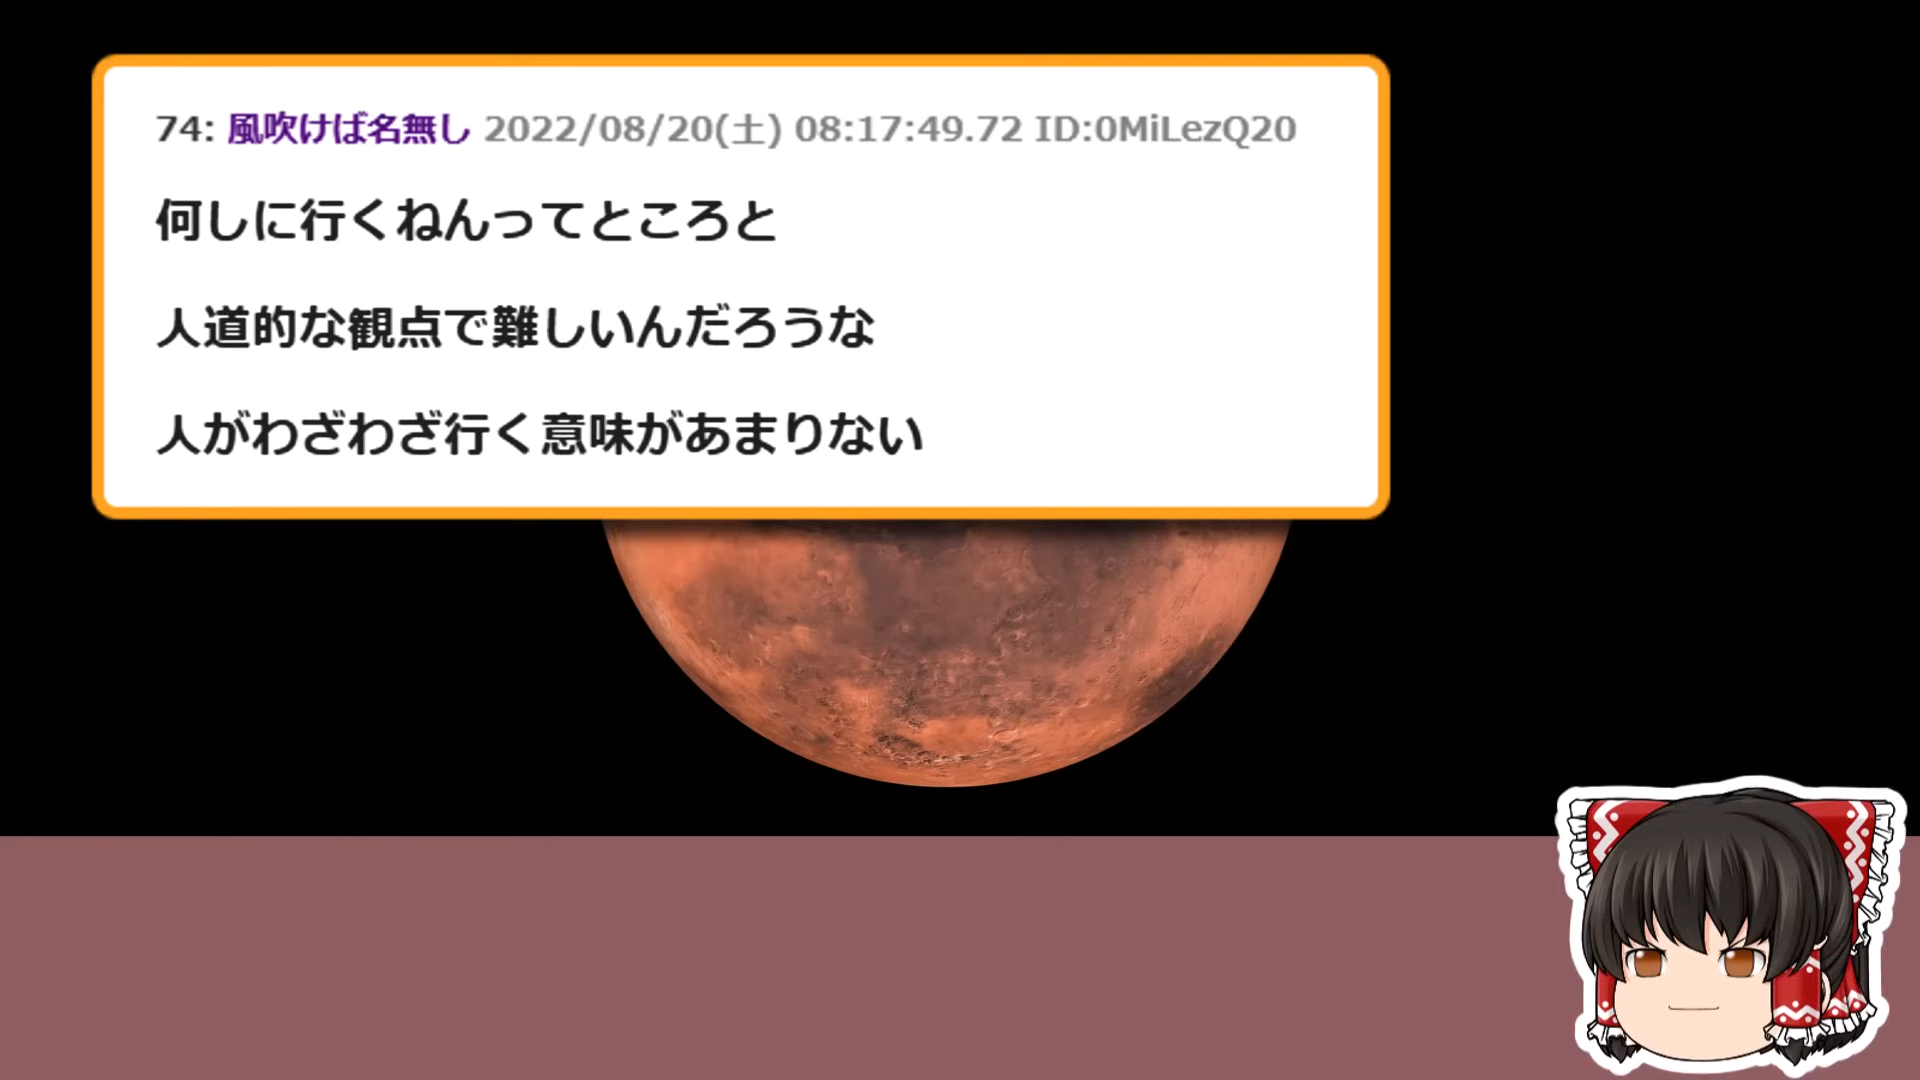 74: 風吹けば名無し 2022/08/20(土) 08:17:49.72 ID:0MiLezQ20
何しに行くねんってところと
人道的な観点で難しいんだろうな
人がわざわざ行く意味があまりない